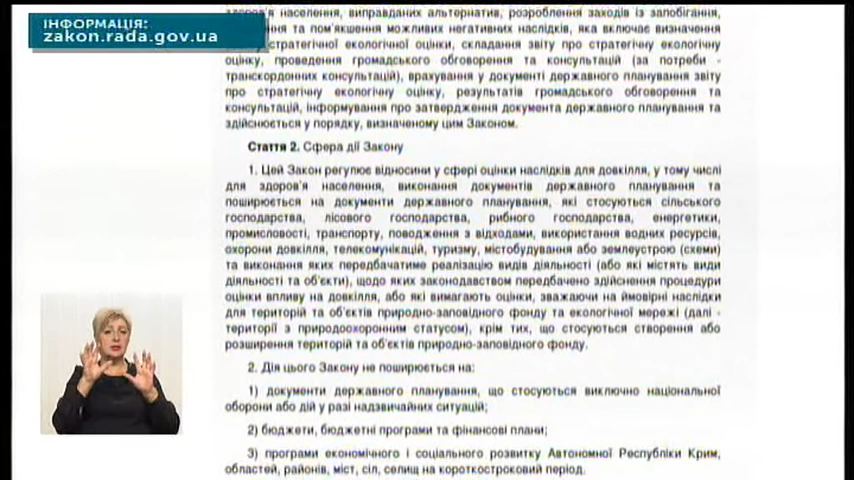 ІНФОРМАЦІЯ:
zakon.rada.gov.ua
здоров'я населення, виправданих альтернатив, розроблення заходів із запобігання,
та пом'якшення можливих негативних наслідків, яка включає визначення
стратегічної екологічної оцінки, складання звіту про стратегічну екологічну
оцінку, проведення громадського обговорення та консультацій (за потреби -
транскордонних консультацій), врахування у документі державного планування звіту
про стратегічну екологічну оцінку, результатів громадського обговорення та
консультацій, інформування про затвердження документа державного планування та
здійснюється у порядку, визначеному цим Законом.
Стаття 2. Сфера дії Закону
1. Цей Закон регулює відносини у сфері оцінки наслідків для довкілля, у тому числі
для здоров'я населення, виконання документів державного планування та
поширюється на документи державного планування, які стосуються сільського
господарства, лісового господарства, рибного господарства, енергетики,
промисловості, транспорту, поводження з відходами, використання водних ресурсів,
охорони довкілля, телекомунікацій, туризму, містобудування або землеустрою (схеми)
та виконання яких передбачатиме реалізацію видів діяльності (або які містять види
діяльності та об'єкти), щодо яких законодавством передбачено здійснення процедури
оцінки впливу на довкілля, або які вимагають оцінки, зважаючи на ймовірні наслідки
для територій та об'єктів природно-заповідного фонду та екологічної мережі (далі -
території з природоохоронним статусом), крім тих, що стосуються створення або
розширення територій та об'єктів природно-заповідного фонду.
2. Дія цього Закону не поширюється на:
1) документи державного планування, що стосуються виключно національної
оборони або дій у разі надзвичайних ситуацій;
2) бюджети, бюджетні програми та фінансові плани;
3) програми економічного і соціального розвитку Автономної Республіки Крим,
областей, районів, міст, сіл, селищ на короткостроковий період.